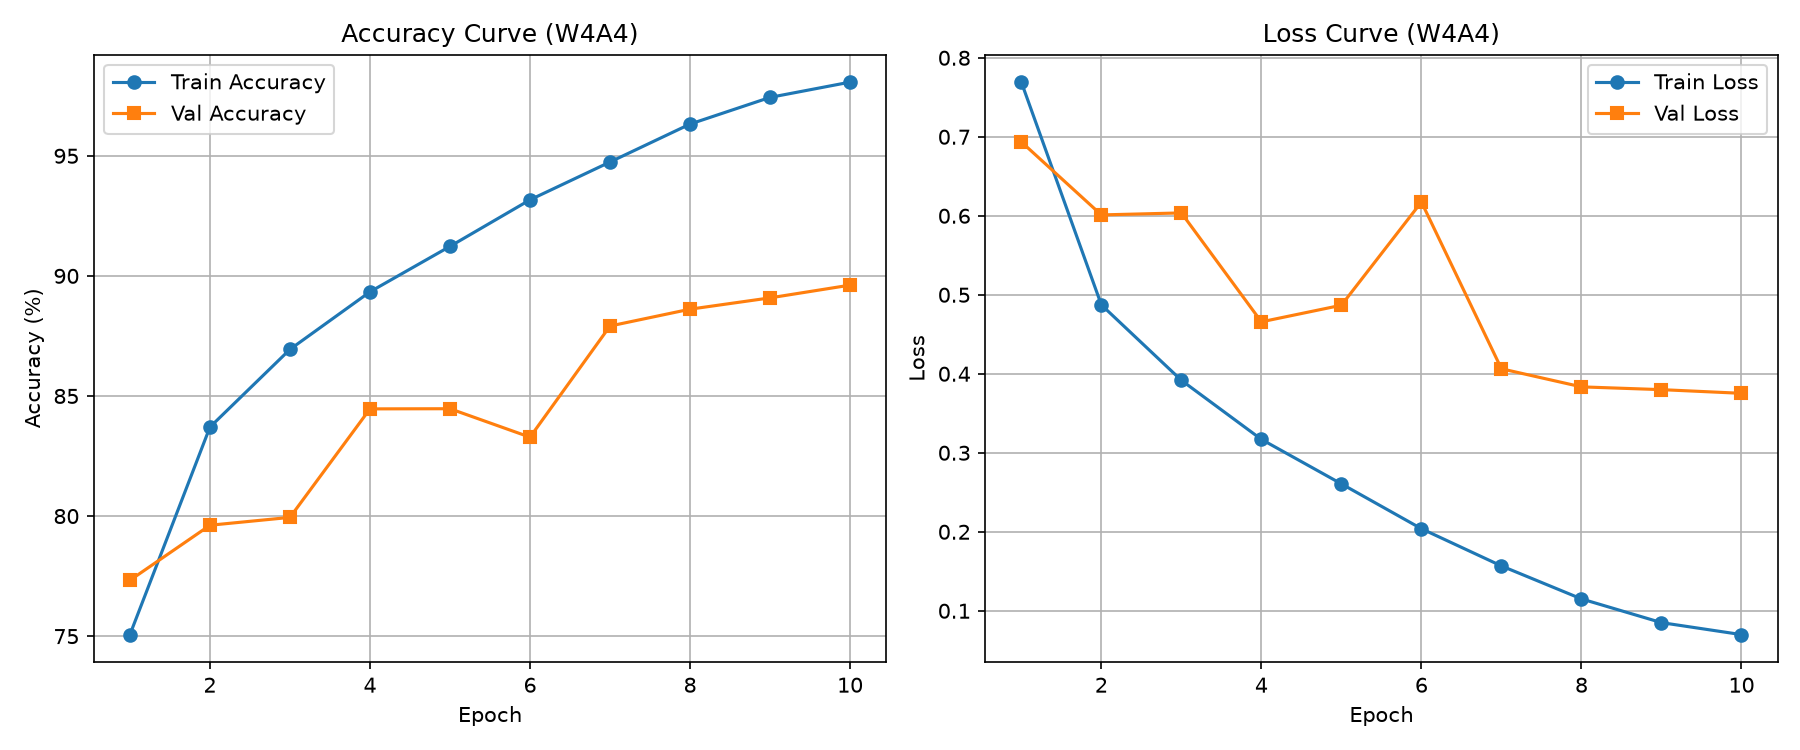 Accuracy Curve (W4A4)
Train Accuracy
Val Accuracy
Accuracy (%)
95
90
85
80
75
2 4 6 8 10
Epoch
Loss Curve (W4A4)
Train Loss
Val Loss
Loss
0.8
0.7
0.6
0.5
0.4
0.3
0.2
0.1
2 4 6 8 10
Epoch